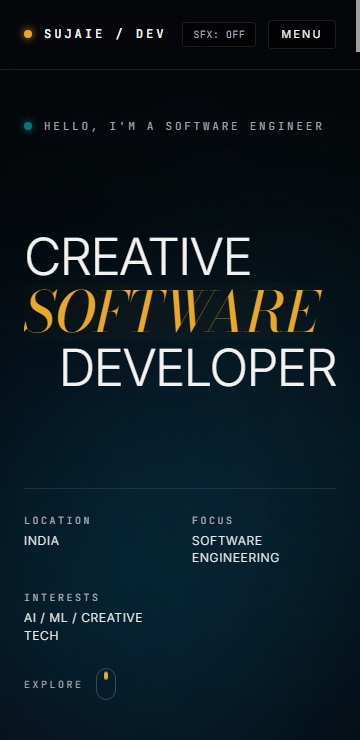 SUJAIE / DEV SFX: OFF MENU
HELLO, I'M A SOFTWARE ENGINEER
CREATIVE
SOFTWARE
DEVELOPER
LOCATION
INDIA
FOCUS
SOFTWARE
ENGINEERING
INTERESTS
AI / ML / CREATIVE
TECH
EXPLORE